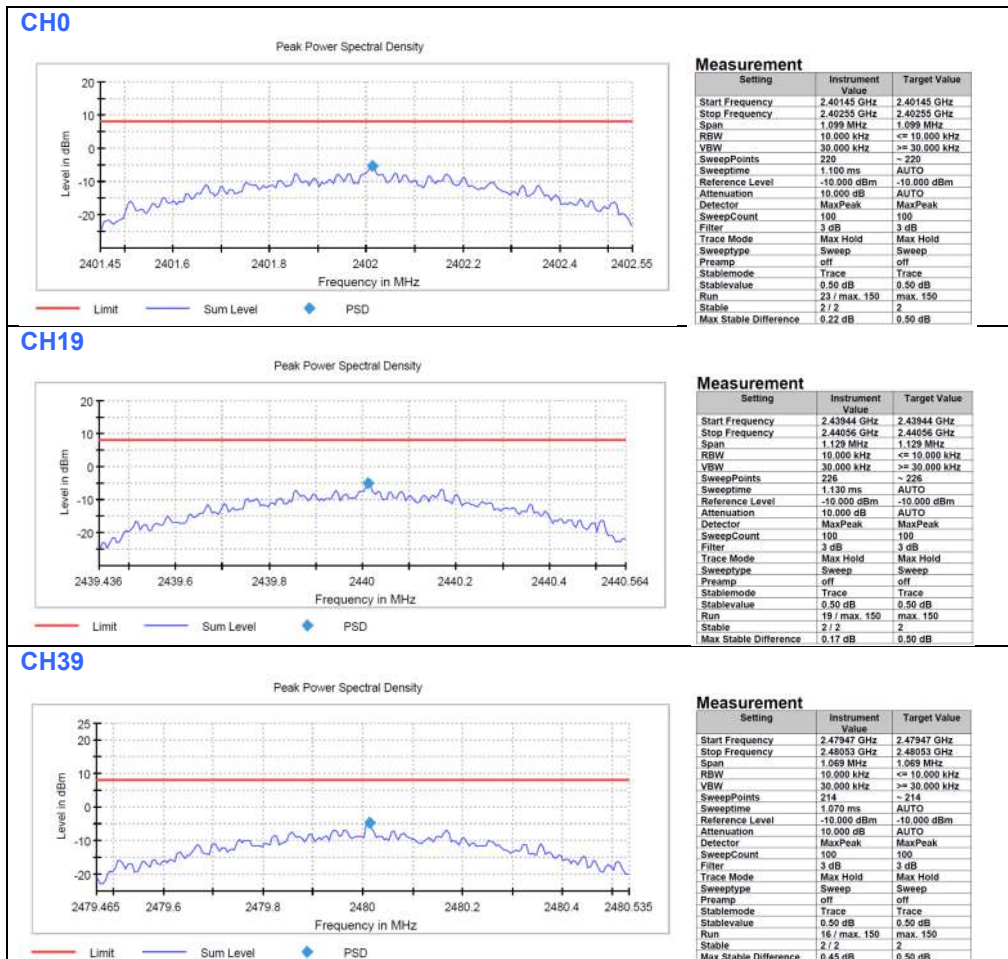 CH0
Peak Power Spectral Density
20
10
0
-10
-20
Level in dBm
2401.45 2401.6 2401.8 2402 2402.2 2402.4 2402.55
Frequency in MHz
Limit Sum Level PSD
Measurement
Setting Instrument Value Target Value
Start Frequency 2.40145 GHz 2.40145 GHz
Stop Frequency 2.40255 GHz 2.40255 GHz
Span 1.099 MHz 1.099 MHz
RBW 10.000 kHz <= 10.000 kHz
VBW 30.000 kHz >= 30.000 kHz
SweepPoints 220 ~ 220
Sweeptime 1.100 ms AUTO
Reference Level -10.000 dBm -10.000 dBm
Attenuation 10.000 dB AUTO
Detector MaxPeak MaxPeak
SweepCount 100 100
Filter 3 dB 3 dB
Trace Mode Max Hold Max Hold
Sweeptype Sweep Sweep
Preamp off off
Stablemode Trace Trace
Stablevalue 0.50 dB 0.50 dB
Run 23 / max. 150 max. 150
Stable 2 / 2 2
Max Stable Difference 0.22 dB 0.50 dB
CH19
Peak Power Spectral Density
20
10
0
-10
-20
Level in dBm
2439.436 2439.6 2439.8 2440 2440.2 2440.4 2440.564
Frequency in MHz
Limit Sum Level PSD
Measurement
Setting Instrument Value Target Value
Start Frequency 2.43944 GHz 2.43944 GHz
Stop Frequency 2.44056 GHz 2.44056 GHz
Span 1.129 MHz 1.129 MHz
RBW 10.000 kHz <= 10.000 kHz
VBW 30.000 kHz >= 30.000 kHz
SweepPoints 226 ~ 226
Sweeptime 1.130 ms AUTO
Reference Level -10.000 dBm -10.000 dBm
Attenuation 10.000 dB AUTO
Detector MaxPeak MaxPeak
SweepCount 100 100
Filter 3 dB 3 dB
Trace Mode Max Hold Max Hold
Sweeptype Sweep Sweep
Preamp off off
Stablemode Trace Trace
Stablevalue 0.50 dB 0.50 dB
Run 19 / max. 150 max. 150
Stable 2 / 2 2
Max Stable Difference 0.17 dB 0.50 dB
CH39
Peak Power Spectral Density
25
20
10
0
-10
-20
Level in dBm
2479.465 2479.6 2479.8 2480 2480.2 2480.4 2480.535
Frequency in MHz
Limit Sum Level PSD
Measurement
Setting Instrument Value Target Value
Start Frequency 2.47947 GHz 2.47947 GHz
Stop Frequency 2.48053 GHz 2.48053 GHz
Span 1.069 MHz 1.069 MHz
RBW 10.000 kHz <= 10.000 kHz
VBW 30.000 kHz >= 30.000 kHz
SweepPoints 214 ~ 214
Sweeptime 1.070 ms AUTO
Reference Level -10.000 dBm -10.000 dBm
Attenuation 10.000 dB AUTO
Detector MaxPeak MaxPeak
SweepCount 100 100
Filter 3 dB 3 dB
Trace Mode Max Hold Max Hold
Sweeptype Sweep Sweep
Preamp off off
Stablemode Trace Trace
Stablevalue 0.50 dB 0.50 dB
Run 16 / max. 150 max. 150
Stable 2 / 2 2
Max Stable Difference 0.45 dB 0.50 dB